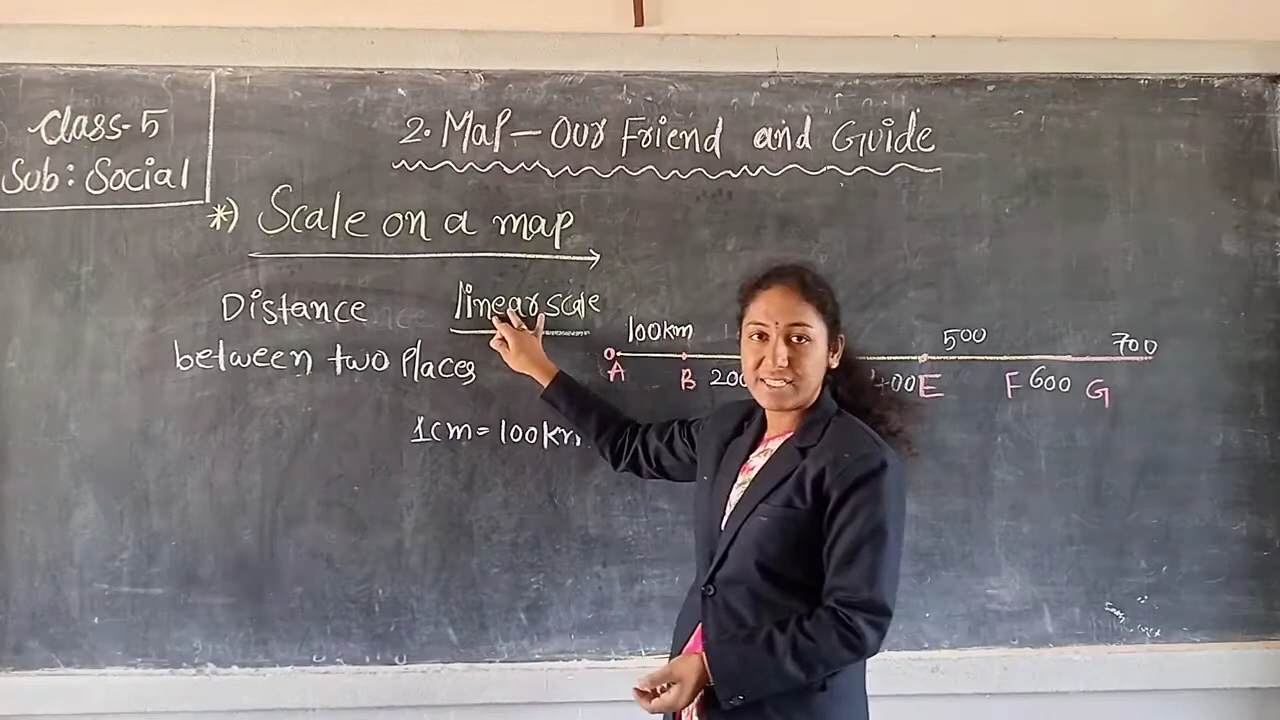 Class-5
Sub: Social
2. Map - Our Friend and Guide
*) Scale on a map
Distance
between two Places
linear scale
100km 500 700
A B 200 400 E F 600 G
1cm = 100km